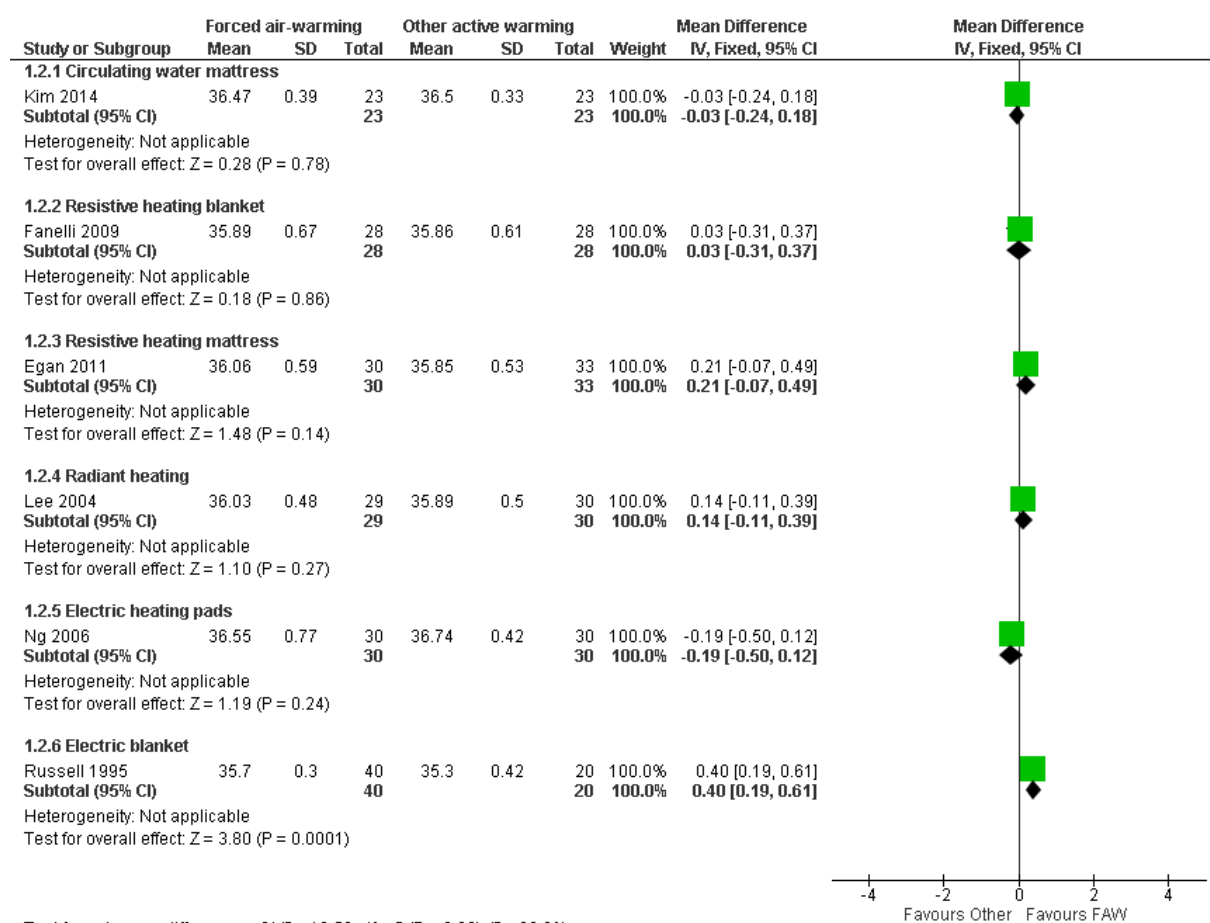 Forced air-warming Other active warming Mean Difference Mean Difference
Study or Subgroup Mean SD Total Mean SD Total Weight IV, Fixed, 95% CI IV, Fixed, 95% CI
1.2.1 Circulating water mattress
Kim 2014 36.47 0.39 23 36.5 0.33 23 100.0% -0.03 [-0.24, 0.18]
Subtotal (95% CI) 23 23 100.0% -0.03 [-0.24, 0.18]
Heterogeneity: Not applicable
Test for overall effect: Z = 0.28 (P = 0.78)
1.2.2 Resistive heating blanket
Fanelli 2009 35.89 0.67 28 35.86 0.61 28 100.0% 0.03 [-0.31, 0.37]
Subtotal (95% CI) 28 28 100.0% 0.03 [-0.31, 0.37]
Heterogeneity: Not applicable
Test for overall effect: Z = 0.18 (P = 0.86)
1.2.3 Resistive heating mattress
Egan 2011 36.06 0.59 30 35.85 0.53 33 100.0% 0.21 [-0.07, 0.49]
Subtotal (95% CI) 30 33 100.0% 0.21 [-0.07, 0.49]
Heterogeneity: Not applicable
Test for overall effect: Z = 1.48 (P = 0.14)
1.2.4 Radiant heating
Lee 2004 36.03 0.48 29 35.89 0.5 30 100.0% 0.14 [-0.11, 0.39]
Subtotal (95% CI) 29 30 100.0% 0.14 [-0.11, 0.39]
Heterogeneity: Not applicable
Test for overall effect: Z = 1.10 (P = 0.27)
1.2.5 Electric heating pads
Ng 2006 36.55 0.77 30 36.74 0.42 30 100.0% -0.19 [-0.50, 0.12]
Subtotal (95% CI) 30 30 100.0% -0.19 [-0.50, 0.12]
Heterogeneity: Not applicable
Test for overall effect: Z = 1.19 (P = 0.24)
1.2.6 Electric blanket
Russell 1995 35.7 0.3 40 35.3 0.42 20 100.0% 0.40 [0.19, 0.61]
Subtotal (95% CI) 40 20 100.0% 0.40 [0.19, 0.61]
Heterogeneity: Not applicable
Test for overall effect: Z = 3.80 (P = 0.0001)
-4 -2 0 2 4
Favours Other Favours FAW